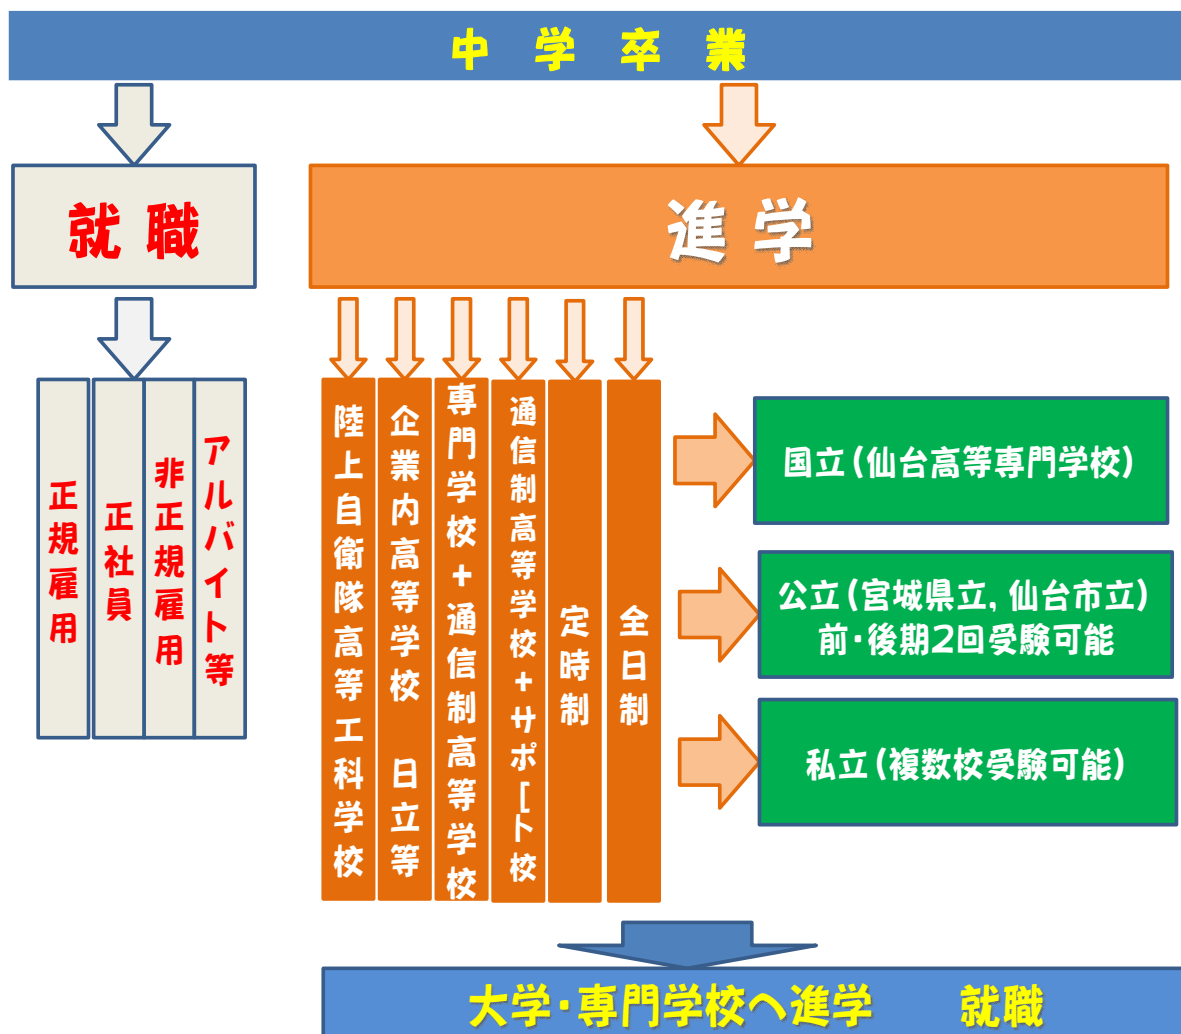 中学卒業
就職
進学
正規雇用
正社員
非正規雇用
アルバイト等
陸上自衛隊高等工科学校
企業内高等学校　日立等
専門学校+通信制高等学校
通信制高等学校+サポート校
定時制
全日制
国立(仙台高等専門学校)
公立(宮城県立,仙台市立)
前・後期2回受験可能
私立(複数校受験可能)
大学・専門学校へ進学　就職